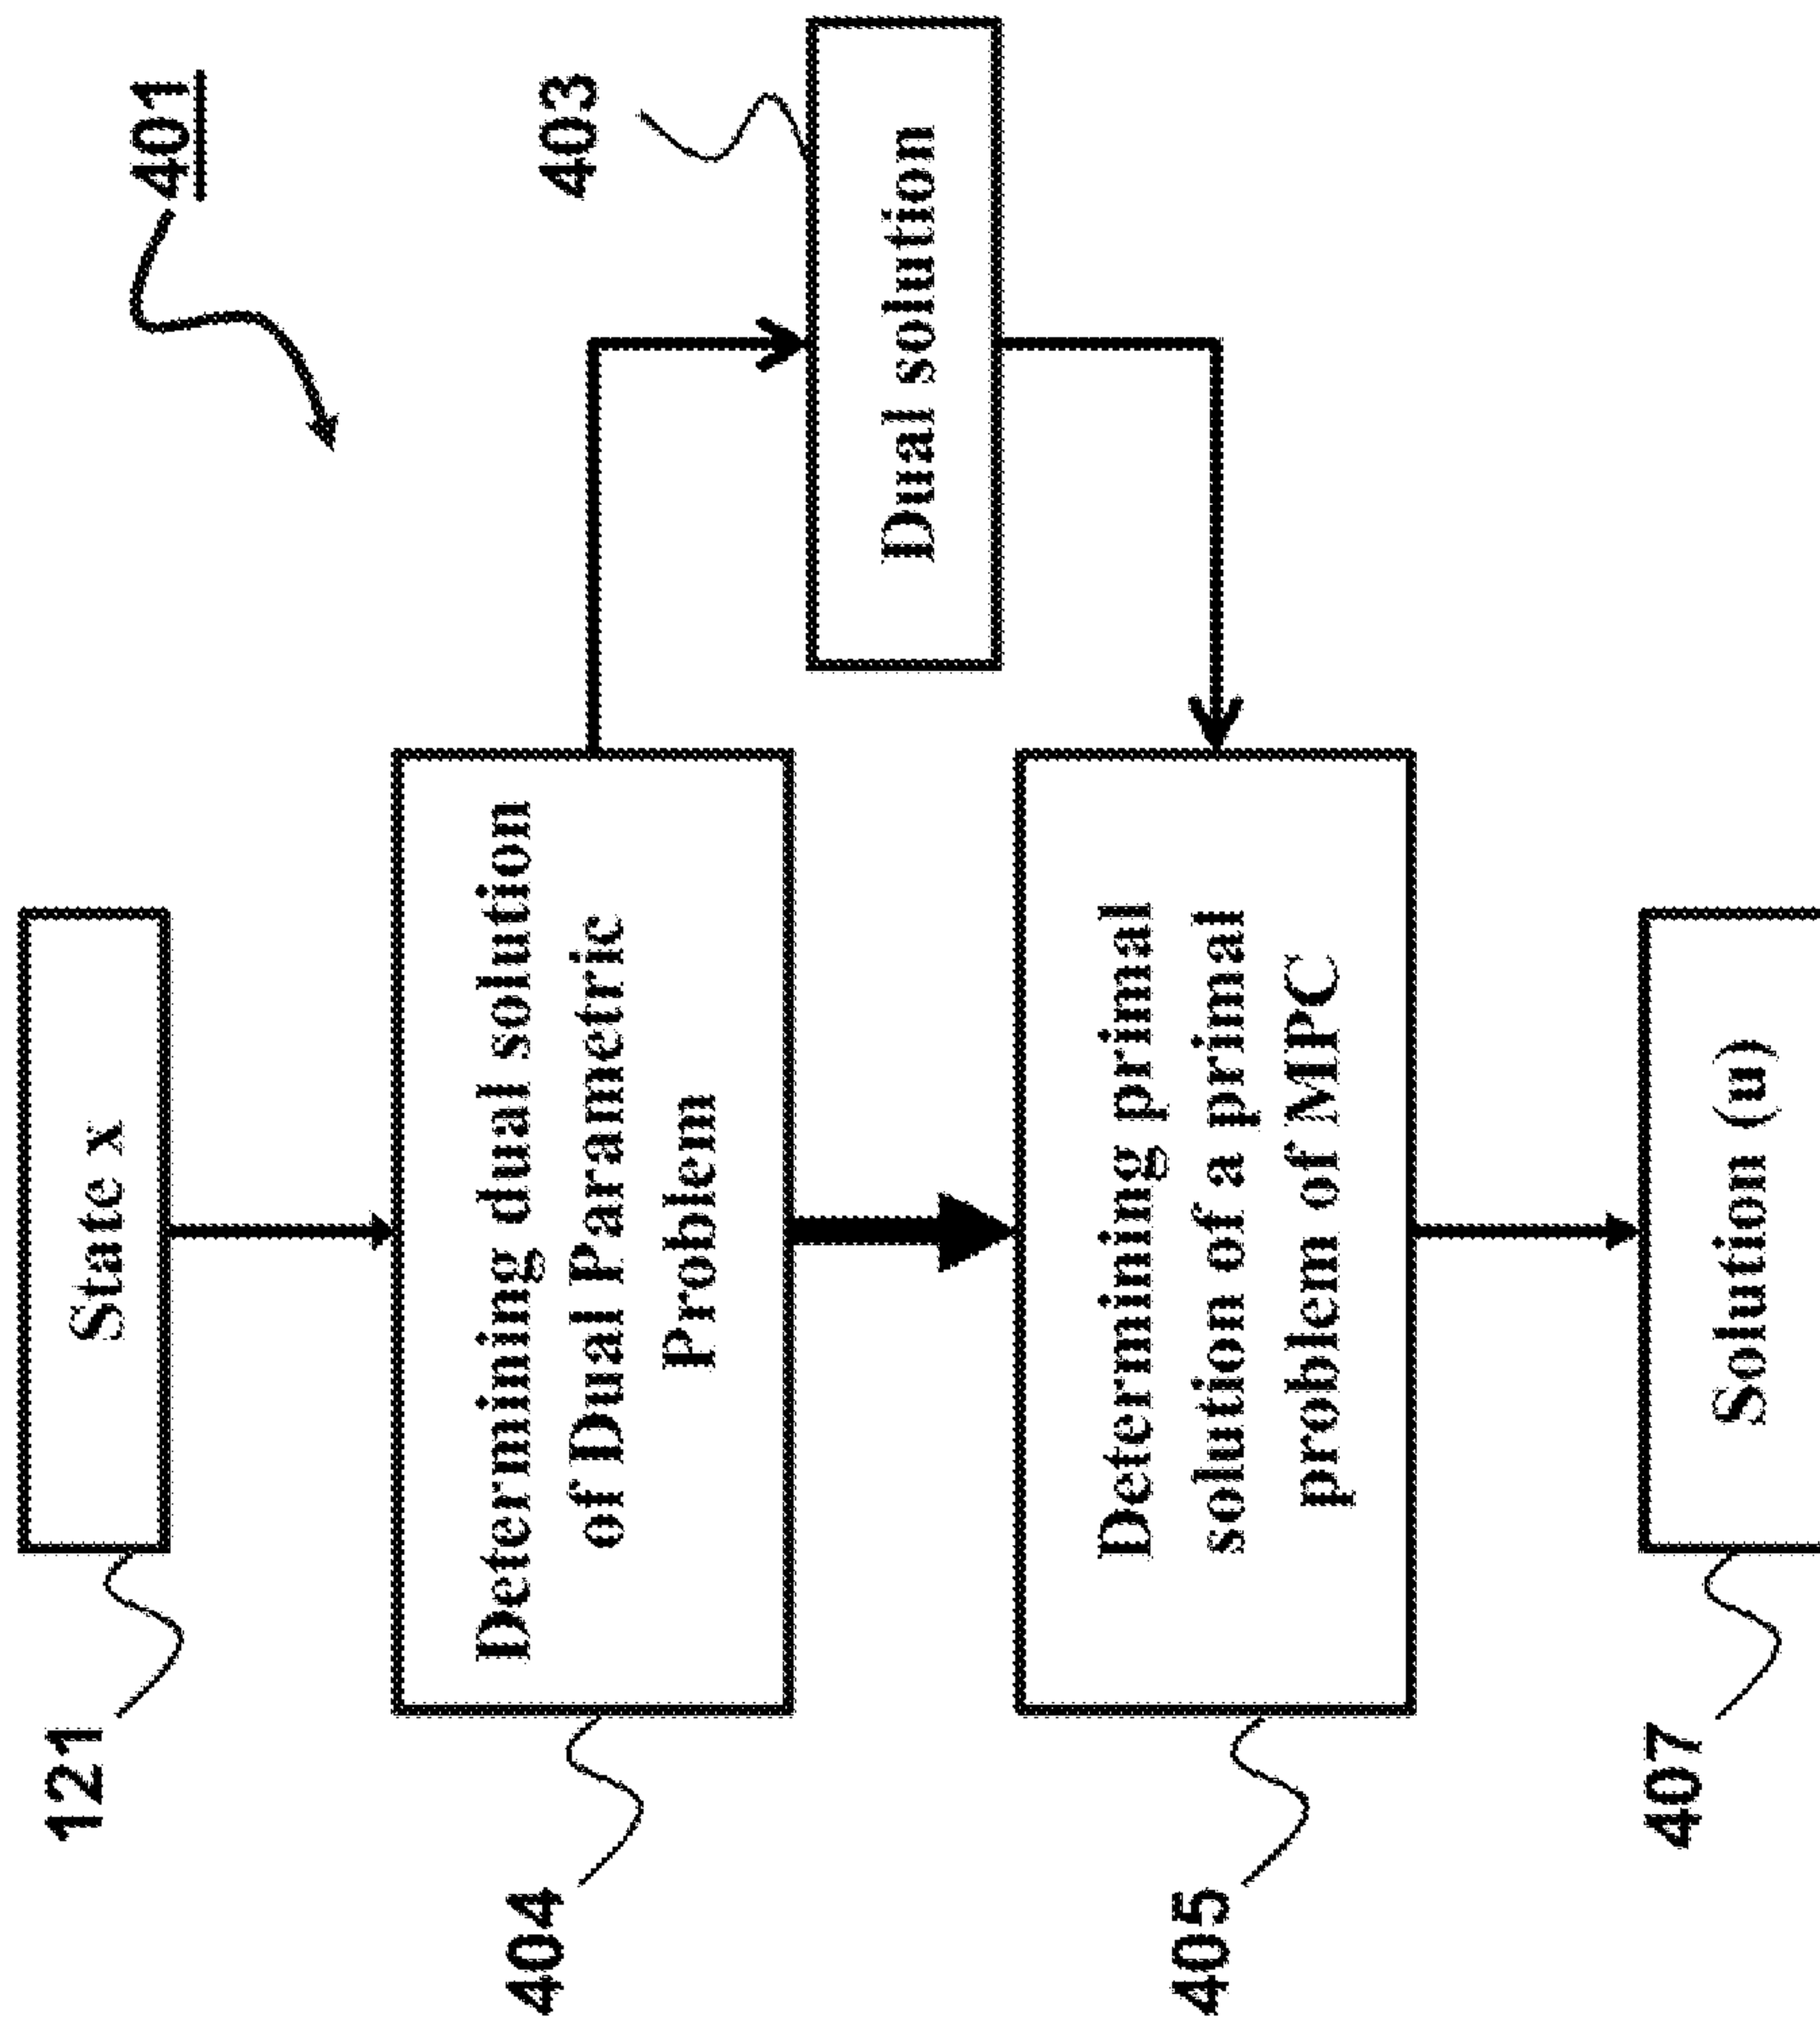 401
121
State x
404
Determining dual solution
of Dual Parametric
Problem
403
Dual solution
405
Determining primal
solution of a primal
problem of MPC
407
Solution (u)